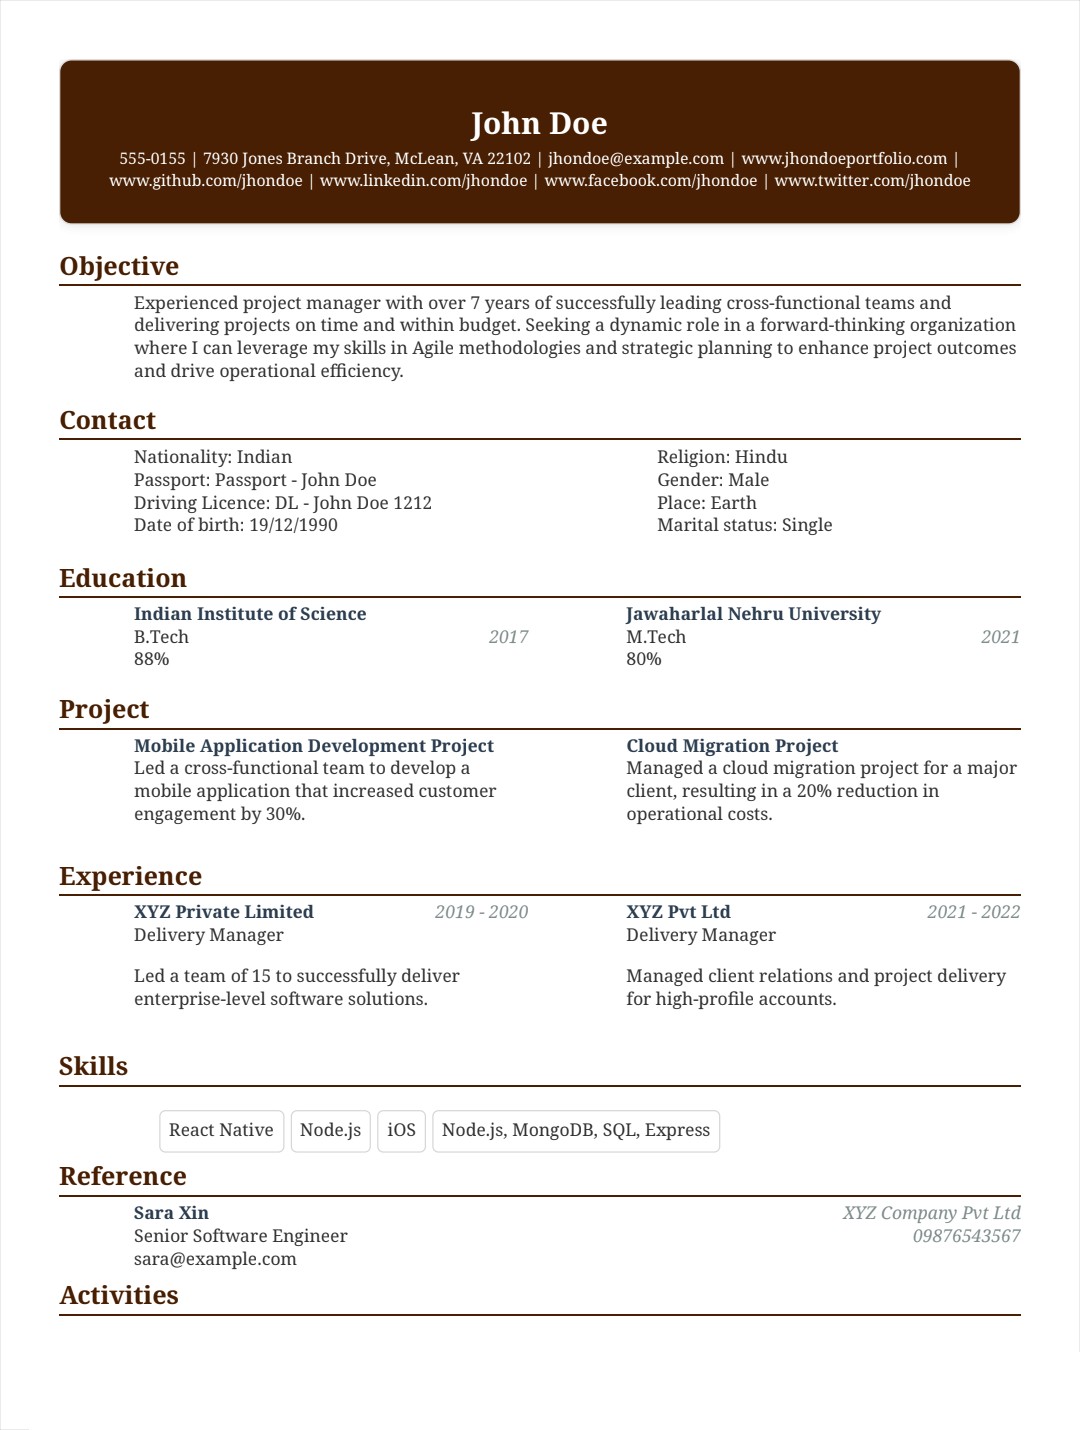 John Doe
555-0155 | 7930 Jones Branch Drive, McLean, VA 22102 | jhondoe@example.com | www.jhondoeportfolio.com |
www.github.com/jhondoe | www.linkedin.com/jhondoe | www.facebook.com/jhondoe | www.twitter.com/jhondoe
Objective
Experienced project manager with over 7 years of successfully leading cross-functional teams and
delivering projects on time and within budget. Seeking a dynamic role in a forward-thinking organization
where I can leverage my skills in Agile methodologies and strategic planning to enhance project outcomes
and drive operational efficiency.
Contact
Nationality: Indian
Passport: Passport - John Doe
Driving Licence: DL - John Doe 1212
Date of birth: 19/12/1990
Religion: Hindu
Gender: Male
Place: Earth
Marital status: Single
Education
Indian Institute of Science
B.Tech 2017
88%
Jawaharlal Nehru University
M.Tech 2021
80%
Project
Mobile Application Development Project
Led a cross-functional team to develop a
mobile application that increased customer
engagement by 30%.
Cloud Migration Project
Managed a cloud migration project for a major
client, resulting in a 20% reduction in
operational costs.
Experience
XYZ Private Limited 2019 - 2020
Delivery Manager
Led a team of 15 to successfully deliver
enterprise-level software solutions.
XYZ Pvt Ltd 2021 - 2022
Delivery Manager
Managed client relations and project delivery
for high-profile accounts.
Skills
React Native Node.js iOS Node.js, MongoDB, SQL, Express
Reference
Sara Xin XYZ Company Pvt Ltd
Senior Software Engineer 09876543567
sara@example.com
Activities